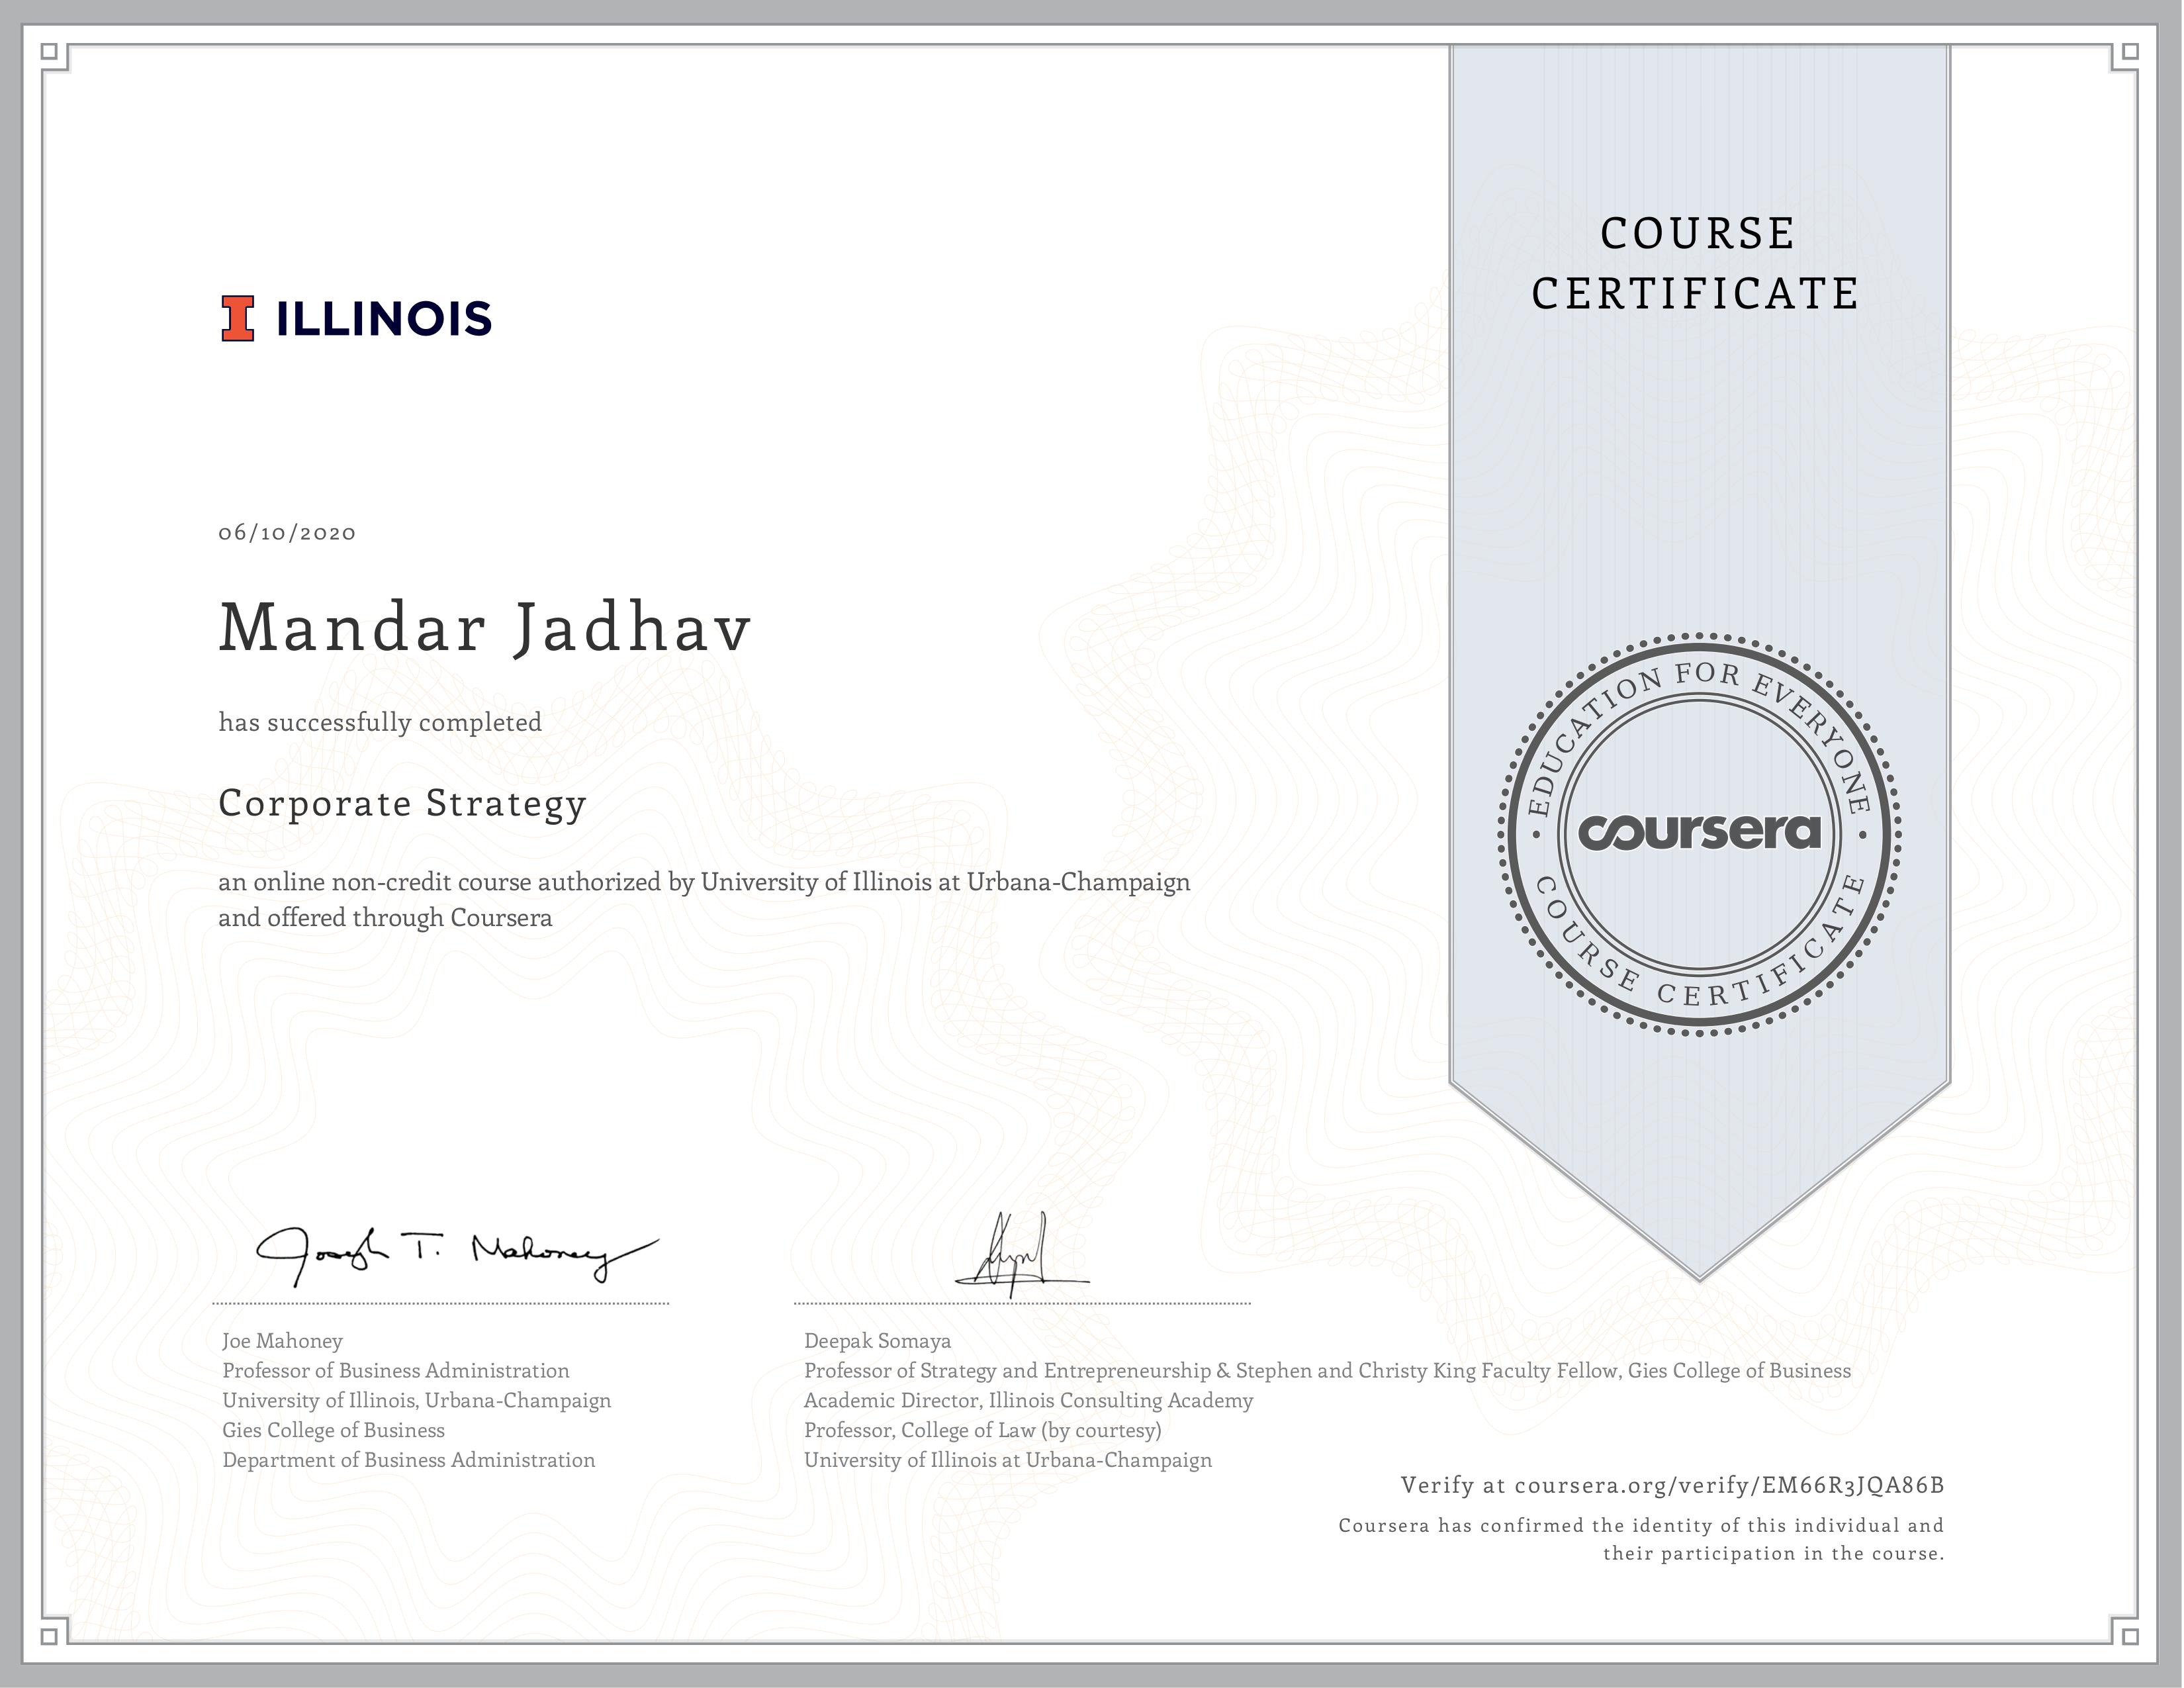 COURSE
CERTIFICATE
I ILLINOIS
06/10/2020
Mandar Jadhav
has successfully completed
Corporate Strategy
an online non-credit course authorized by University of Illinois at Urbana-Champaign
and offered through Coursera
EDUCATION FOR EVERYONE
coursera
COURSE CERTIFICATE
Joseph T. Mahoney
Joe Mahoney
Professor of Business Administration
University of Illinois, Urbana-Champaign
Gies College of Business
Department of Business Administration
Deepak Somaya
Professor of Strategy and Entrepreneurship & Stephen and Christy King Faculty Fellow, Gies College of Business
Academic Director, Illinois Consulting Academy
Professor, College of Law (by courtesy)
University of Illinois at Urbana-Champaign
Verify at coursera.org/verify/EM66R3JQA86B
Coursera has confirmed the identity of this individual and
their participation in the course.